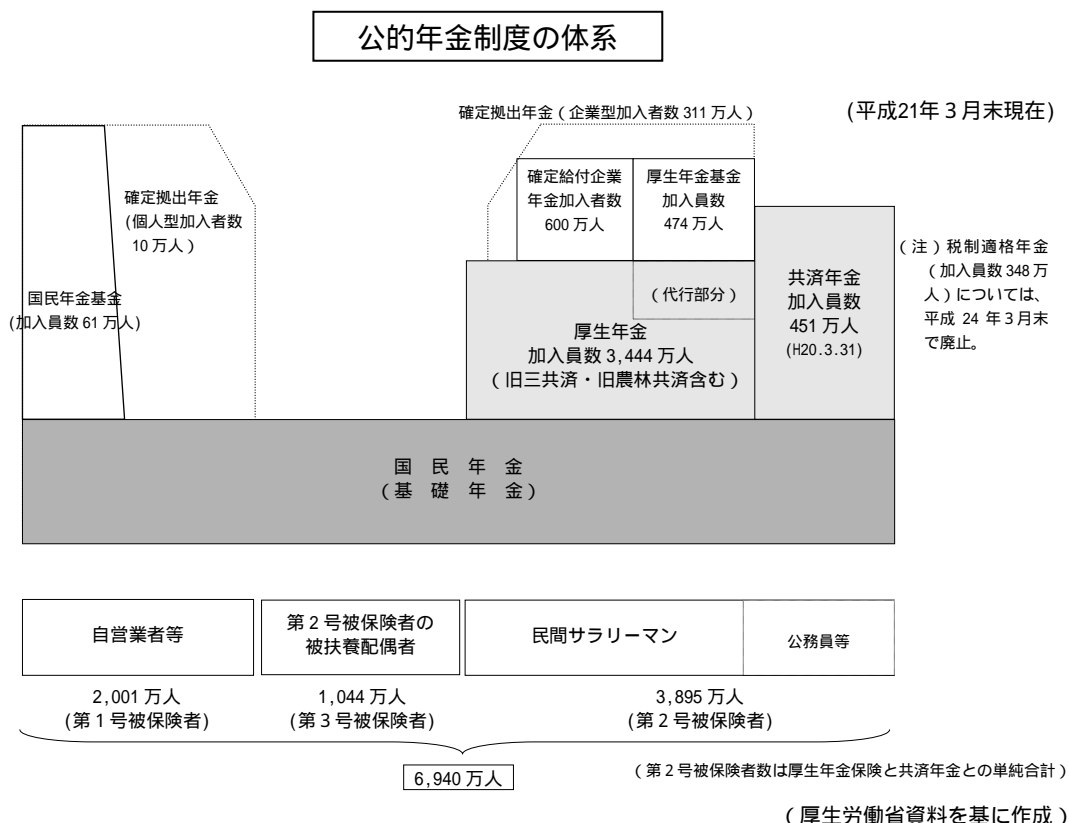 公的年金制度の体系
(平成21年3月末現在)
確定拠出年金(企業型加入者数 311 万人)
確定給付企業
年金加入者数
600 万人
厚生年金基金
加入員数
474 万人
確定拠出年金
(個人型加入者数
10 万人)
国民年金基金
(加入員数 61 万人)
(代行部分)
厚生年金
加入員数 3,444 万人
(旧三共済・旧農林共済含む)
共済年金
加入員数
451 万人
(H20.3.31)
(注)税制適格年金
(加入員数 348 万
人)については、
平成 24 年3月末
で廃止。
国 民 年 金
(基 礎 年 金)
自営業者等
第2号被保険者の
被扶養配偶者
民間サラリーマン
公務員等
2,001 万人
(第1号被保険者)
1,044 万人
(第3号被保険者)
3,895 万人
(第2号被保険者)
6,940 万人
(第2号被保険者数は厚生年金保険と共済年金との単純合計)
(厚生労働省資料を基に作成)